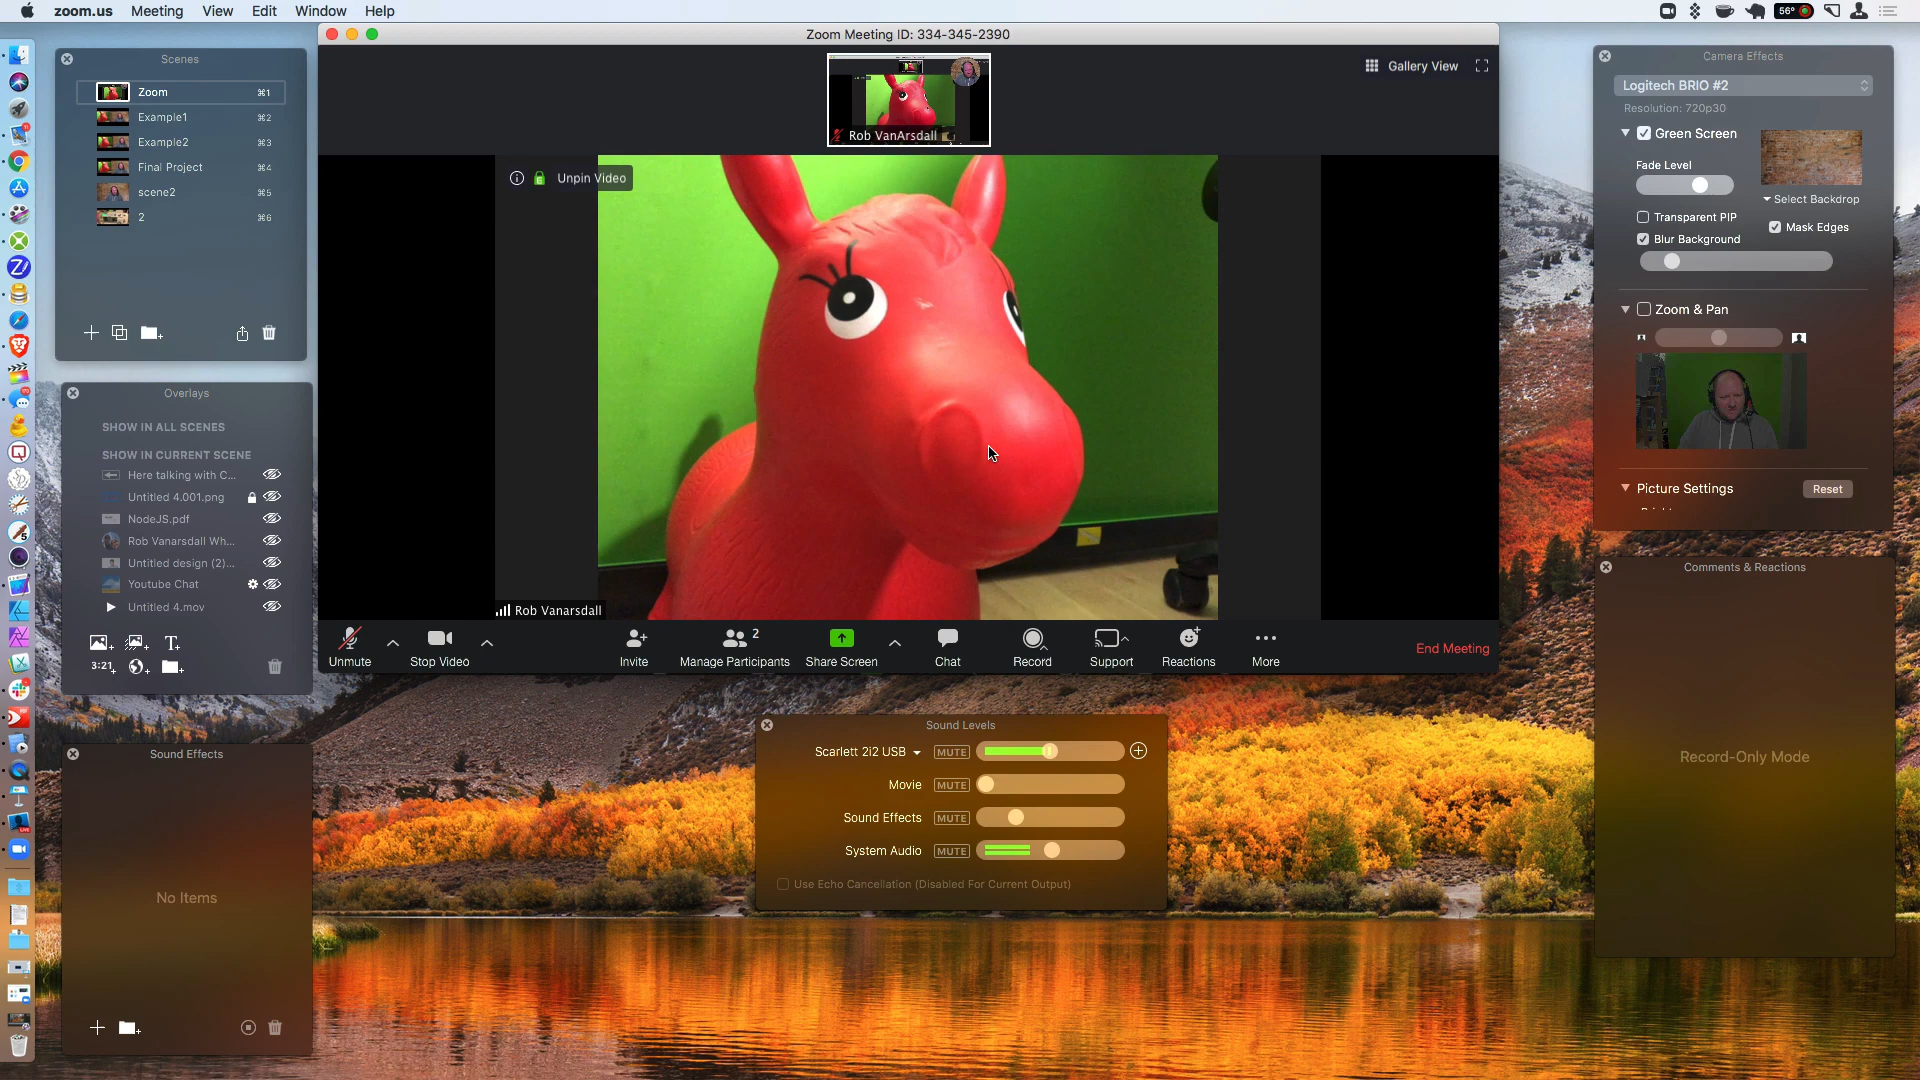 zoom.us Meeting View Edit Window Help
56°
Scenes
Zoom ⌘1
Example1 ⌘2
Example2 ⌘3
Final Project ⌘4
scene2 ⌘5
2 ⌘6
Overlays
SHOW IN ALL SCENES
SHOW IN CURRENT SCENE
Here talking with C...
Untitled 4.001.png
NodeJS.pdf
Rob Vanarsdall Wh...
Untitled design (2)...
Youtube Chat
Untitled 4.mov
3:21
Sound Effects
No Items
Zoom Meeting ID: 334-345-2390
Gallery View
Rob VanArsdall
Unpin Video
Rob Vanarsdall
Unmute
Stop Video
Invite
2
Manage Participants
Share Screen
Chat
Record
Support
Reactions
More
End Meeting
Sound Levels
Scarlett 2i2 USB MUTE
Movie MUTE
Sound Effects MUTE
System Audio MUTE
Use Echo Cancellation (Disabled For Current Output)
Camera Effects
Logitech BRIO #2
Resolution: 720p30
Green Screen
Fade Level
Select Backdrop
Transparent PIP
Mask Edges
Blur Background
Zoom & Pan
Picture Settings Reset
Comments & Reactions
Record-Only Mode